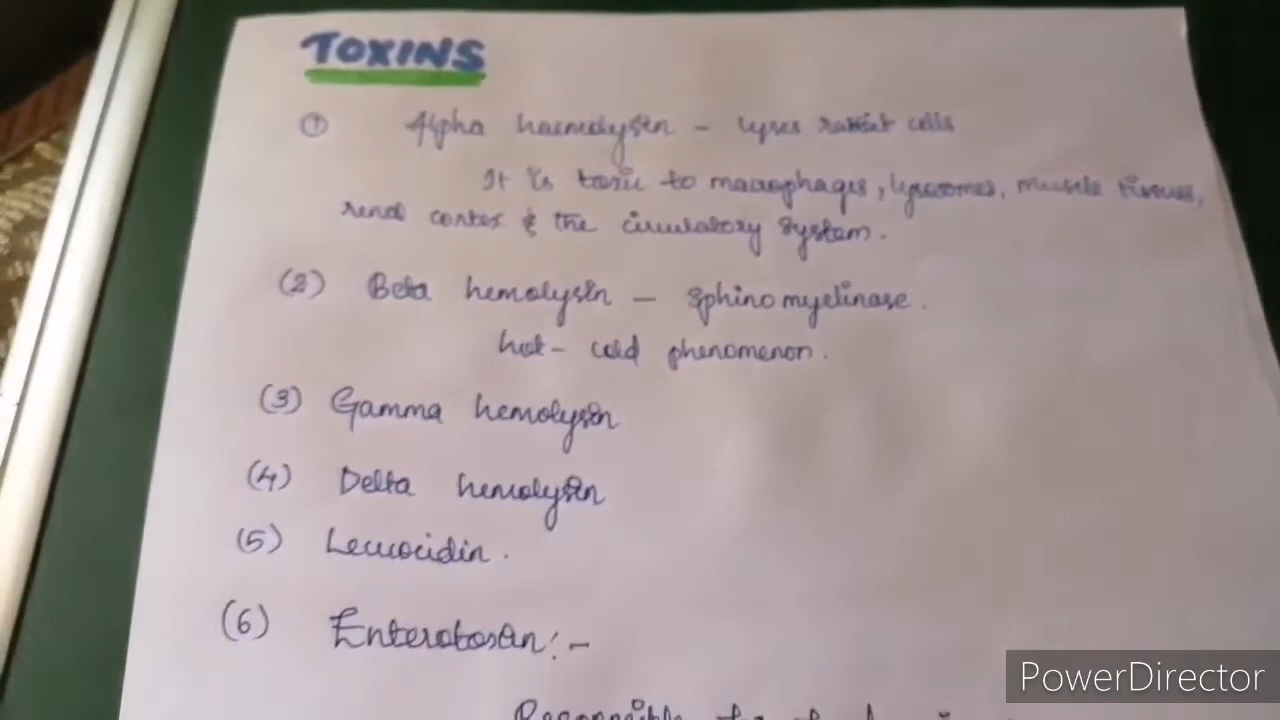 TOXINS
① Alpha haemolysin - lyses rabbit cells
It is toxic to macrophages, lysosomes, muscle tissues,
renal cortex & the circulatory system.
(2) Beta hemolysin - sphinomyelinase.
hot-cold phenomenon.
(3) Gamma hemolysin
(4) Delta hemolysin
(5) Leucocidin.
(6) Enterotoxin:-
Responsible
PowerDirector